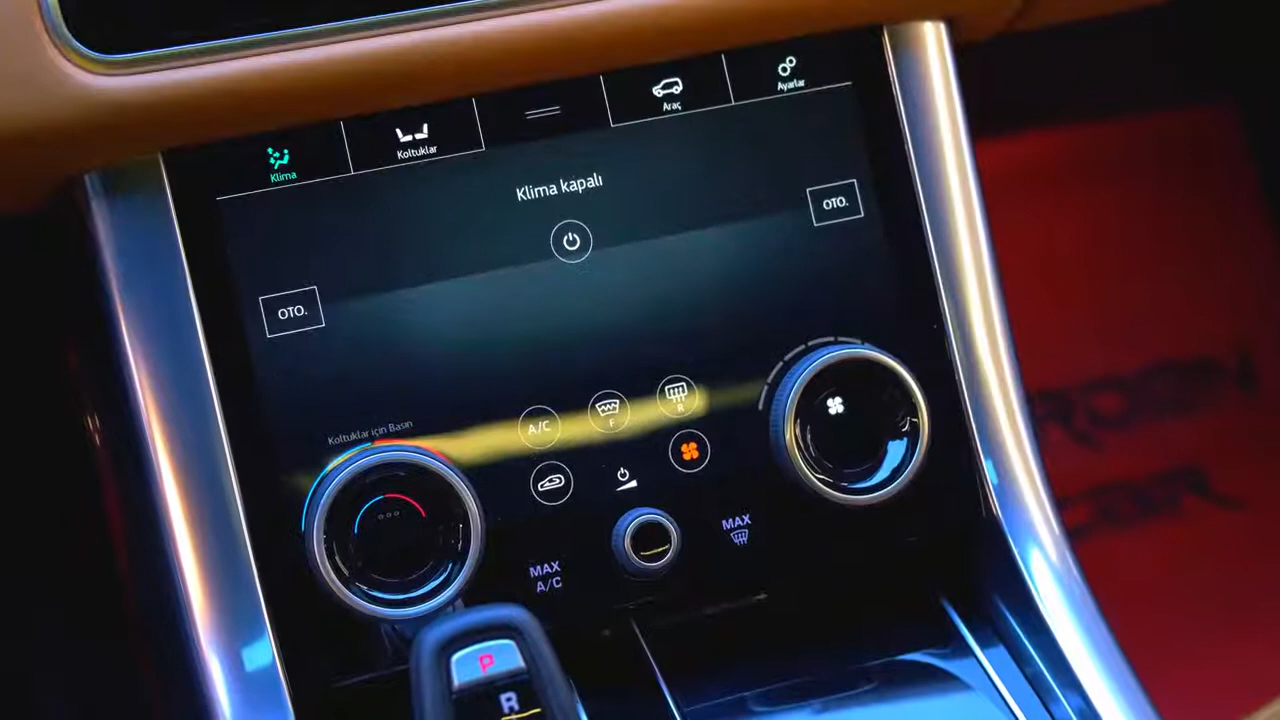 Klima
Koltuklar
Araç
Ayarlar
Klima kapalı
OTO.
OTO.
Koltuklar için Basın
A/C
F
R
MAX
A/C
MAX
P
R